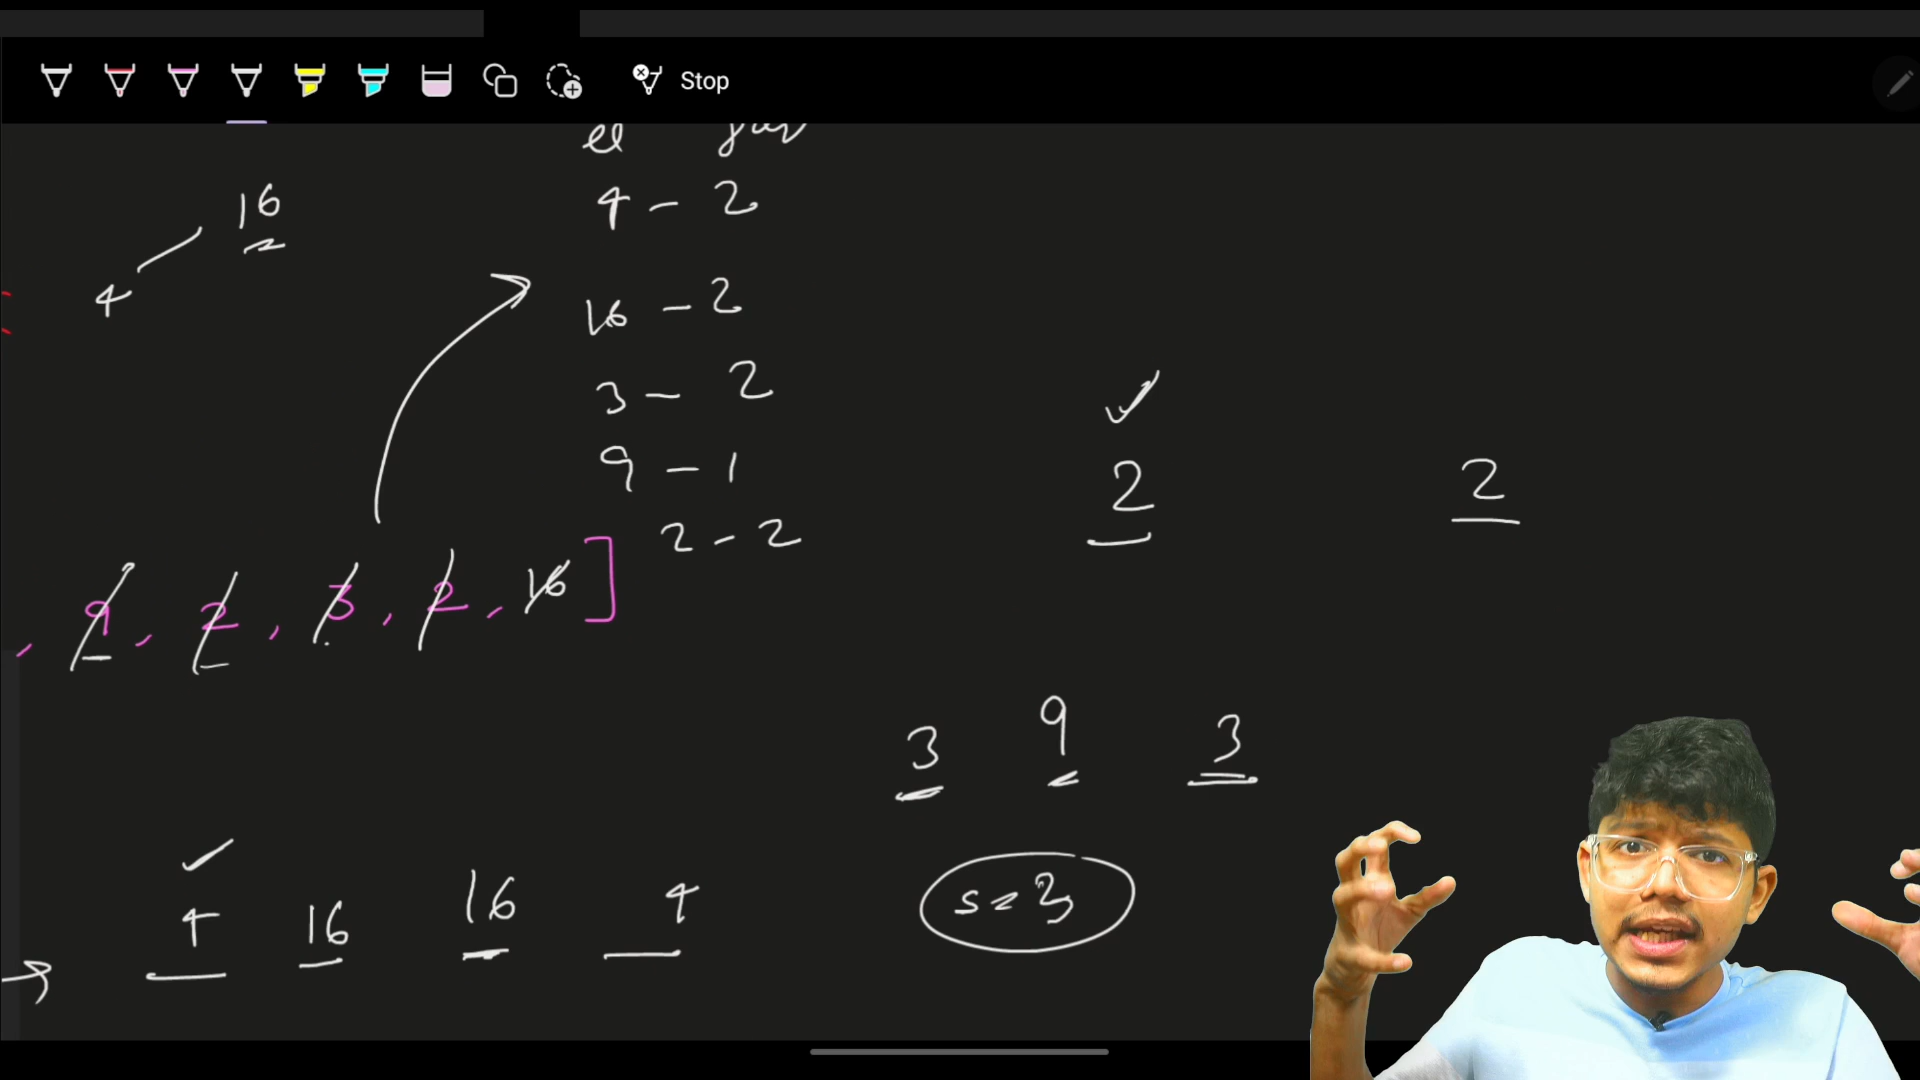 Stop
el
4 - 2
16
16 - 2
4
3 - 2
9 - 1
2
2
2 - 2
, 9, 2, 3, 2, 16]
3 9 3
4 16 16 4